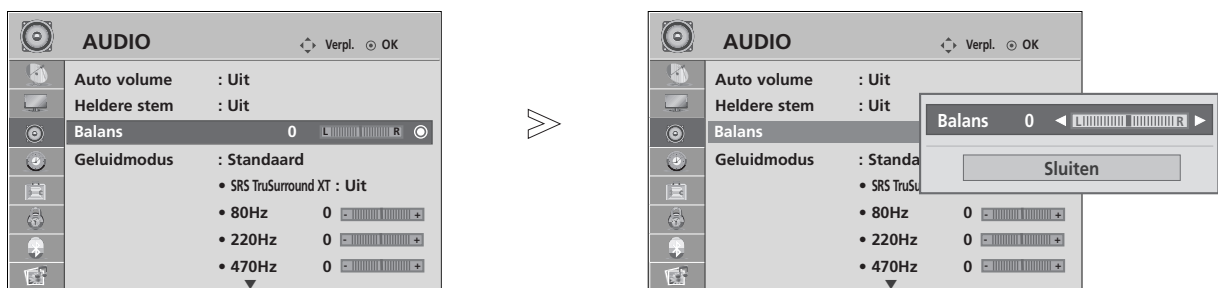 AUDIO
Verpl. OK
Auto volume : Uit
Heldere stem : Uit
Balans 0 L R
Geluidmodus : Standaard
• SRS TruSurround XT : Uit
• 80Hz 0 - +
• 220Hz 0 - +
• 470Hz 0 - +
AUDIO
Verpl. OK
Auto volume : Uit
Heldere stem : Uit
Balans
Geluidmodus : Standa
• SRS TruSu
• 80Hz 0 - +
• 220Hz 0 - +
• 470Hz 0 - +
Balans 0 L R
Sluiten